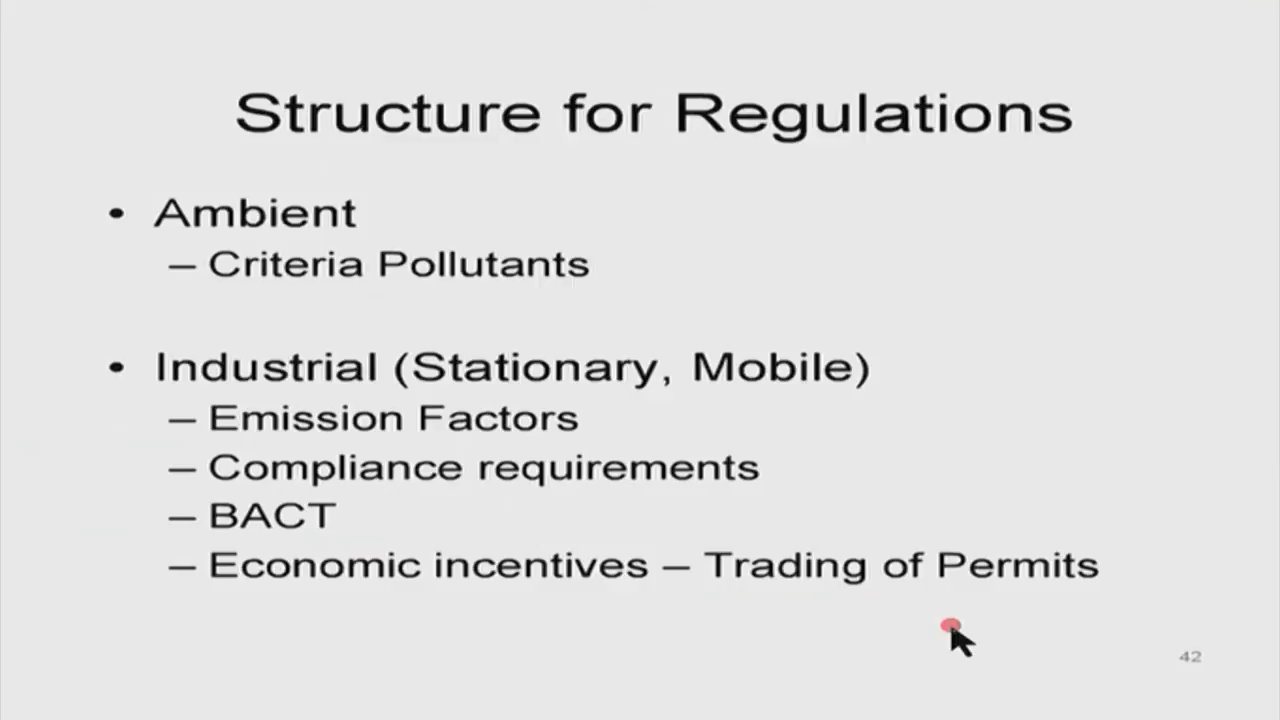 Structure for Regulations
• Ambient
– Criteria Pollutants
• Industrial (Stationary, Mobile)
– Emission Factors
– Compliance requirements
– BACT
– Economic incentives – Trading of Permits
42